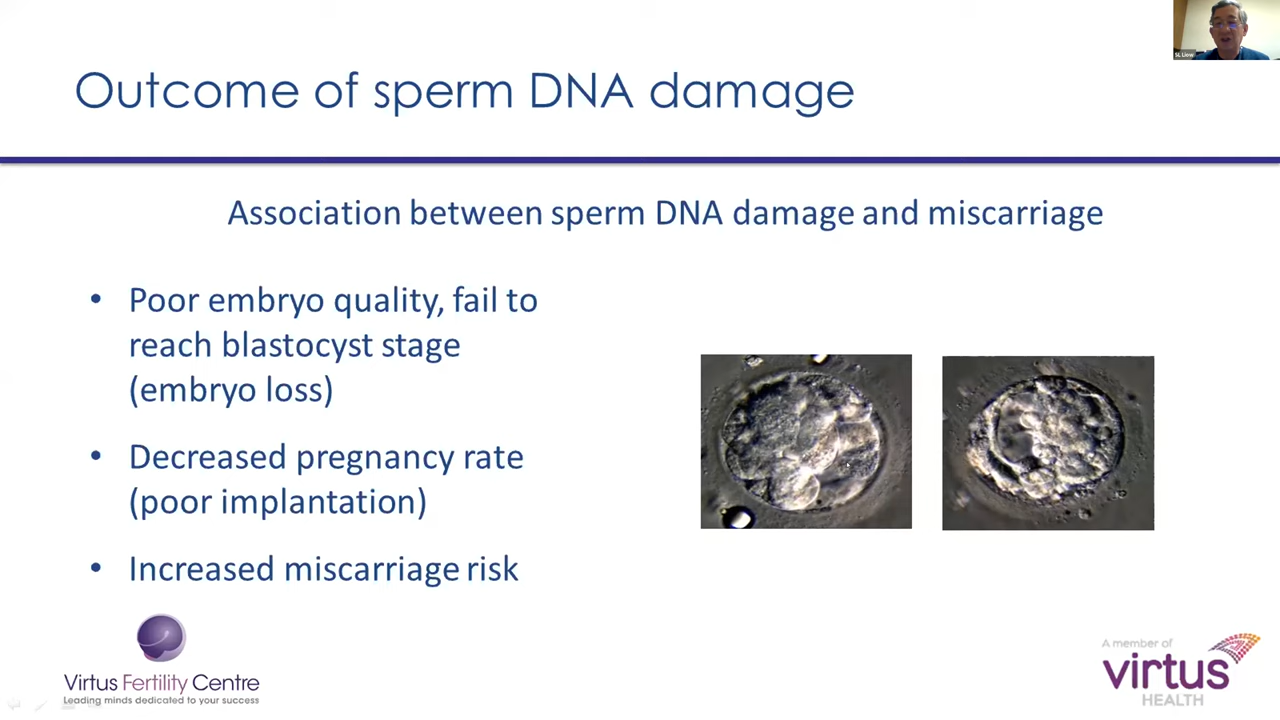 SL Liow
Outcome of sperm DNA damage
Association between sperm DNA damage and miscarriage
• Poor embryo quality, fail to
reach blastocyst stage
(embryo loss)
• Decreased pregnancy rate
(poor implantation)
• Increased miscarriage risk
Virtus Fertility Centre
Leading minds dedicated to your success
A member of
virtus
HEALTH